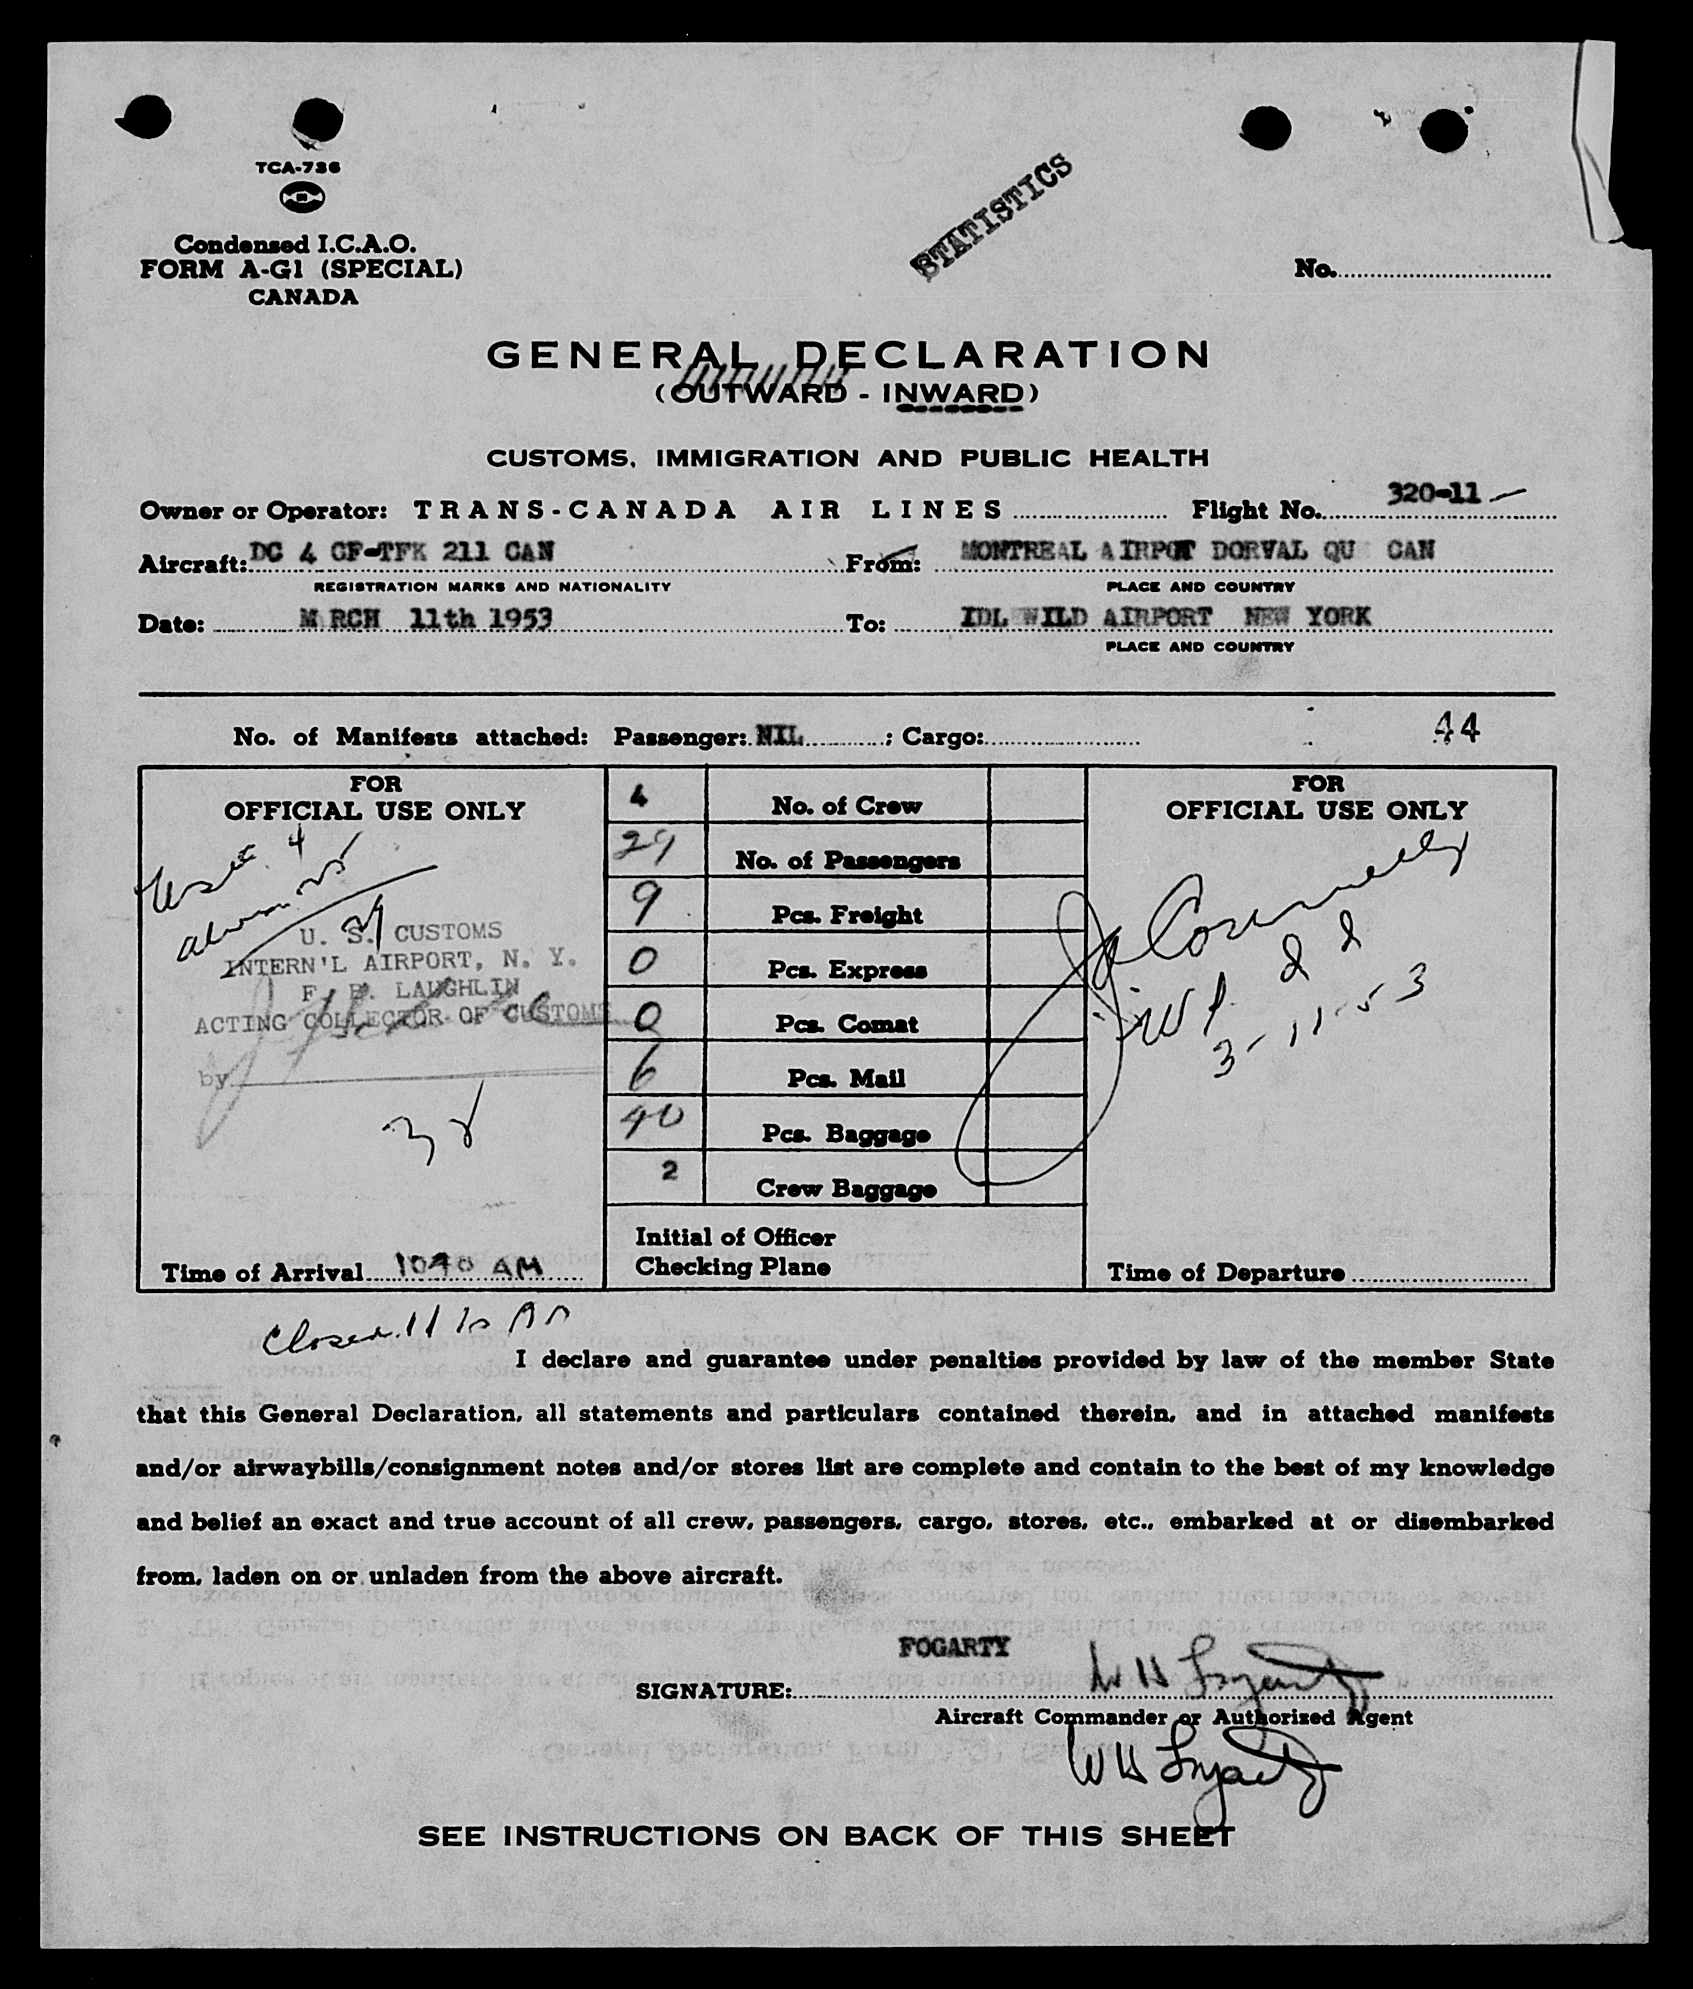 TCA-736
STATISTICS
Condensed I.C.A.O.
FORM A-G1 (SPECIAL)
CANADA
No.
GENERAL DECLARATION
(OUTWARD - INWARD)
CUSTOMS, IMMIGRATION AND PUBLIC HEALTH
Owner or Operator: TRANS-CANADA AIR LINES Flight No. 320-11
Aircraft: DC 4 CF-TFK 211 CAN From: MONTREAL AIRPOT DORVAL QU CAN
REGISTRATION MARKS AND NATIONALITY PLACE AND COUNTRY
Date: M RCH 11th 1953 To: IDL WILD AIRPORT NEW YORK
PLACE AND COUNTRY
No. of Manifests attached: Passenger: NIL ; Cargo: 44
FOR
OFFICIAL USE ONLY
4
29
U. S. CUSTOMS
INTERN'L AIRPORT, N. Y.
ACTING COLLECTOR OF CUSTOMS
by
Time of Arrival 1040 AM
4 No. of Crew
29 No. of Passengers
9 Pcs. Freight
0 Pcs. Express
0 Pcs. Comat
6 Pcs. Mail
40 Pcs. Baggage
2 Crew Baggage
Initial of Officer
Checking Plane
FOR
OFFICIAL USE ONLY
3-11-53
Time of Departure
Closed 11 10 AM
I declare and guarantee under penalties provided by law of the member State
that this General Declaration, all statements and particulars contained therein, and in attached manifests
and/or airwaybills/consignment notes and/or stores list are complete and contain to the best of my knowledge
and belief an exact and true account of all crew, passengers, cargo, stores, etc., embarked at or disembarked
from, laden on or unladen from the above aircraft.
FOGARTY
SIGNATURE: W H Fogarty
Aircraft Commander or Authorized Agent
W H Fogarty
SEE INSTRUCTIONS ON BACK OF THIS SHEET